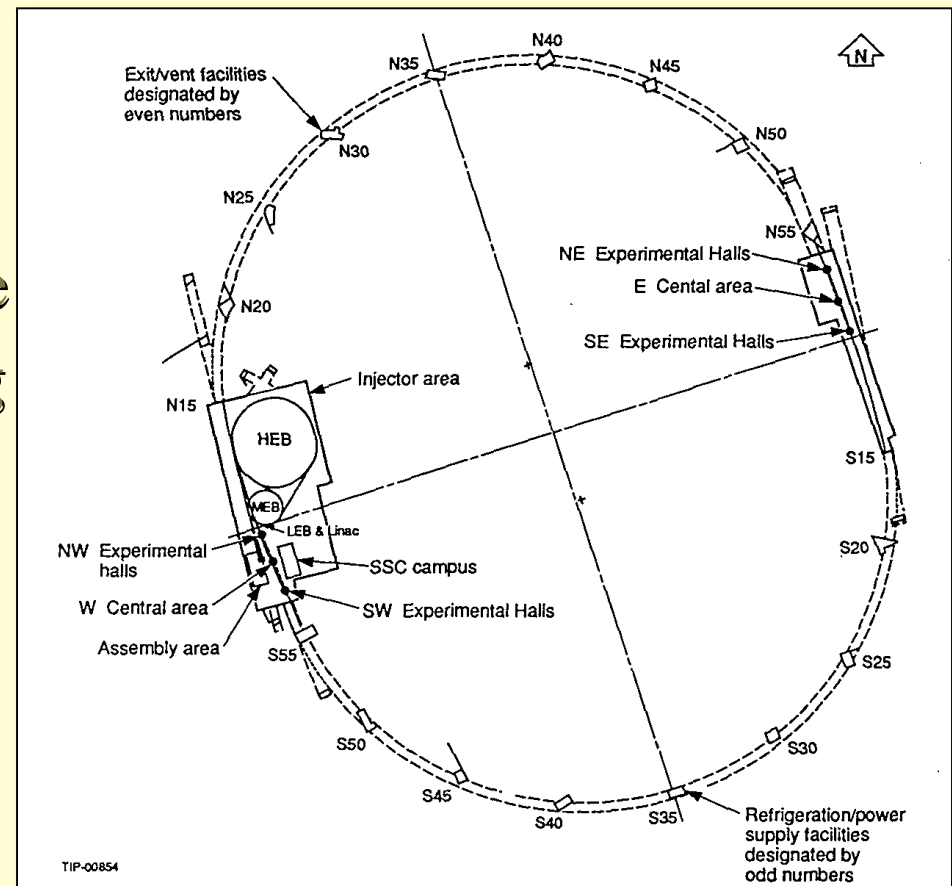 N40
N
N35
N45
Exit/vent facilities
designated by
even numbers
N50
N30
N25
N55
NE Experimental Halls
E Cental area
N20
SE Experimental Halls
Injector area
N15
HEB
S15
MEB
LEB & Linac
NW Experimental
halls
S20
SSC campus
W Central area
SW Experimental Halls
Assembly area
S55
S25
S50
S30
S45
S40
S35
Refrigeration/power
supply facilities
designated by
odd numbers
TIP-00854